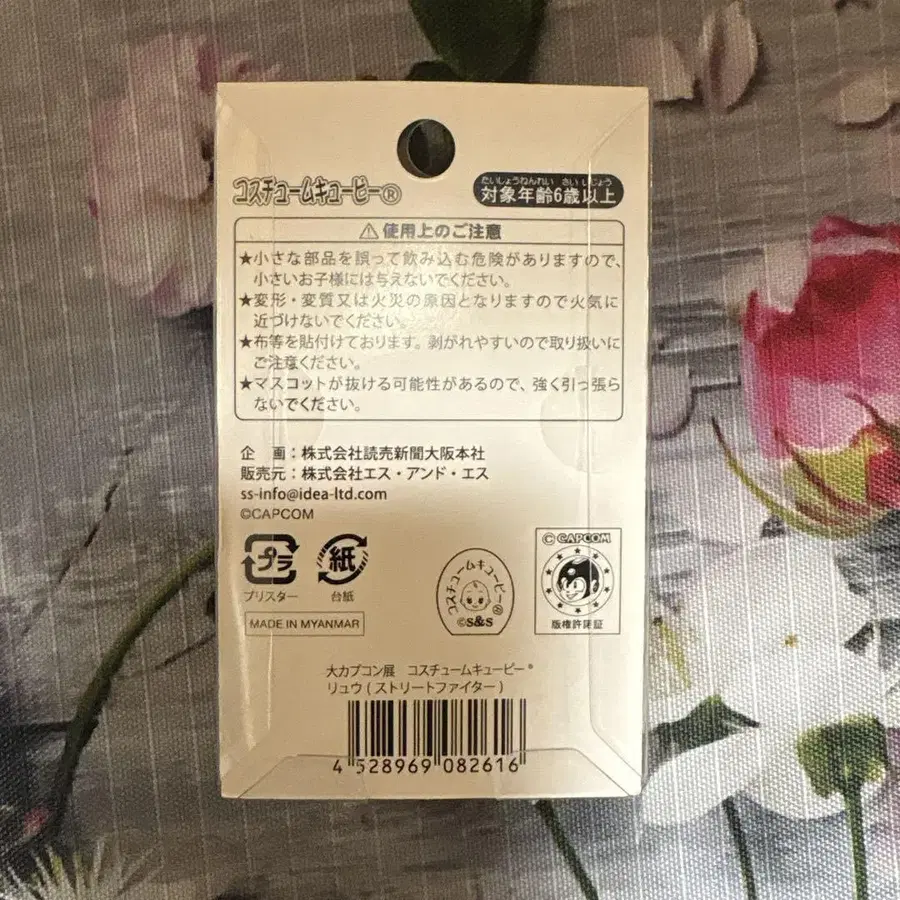 コスチュームキューピー®
たいしょうねんれい さい いじょう
対象年齢6歳以上
⚠使用上のご注意
★小さな部品を誤って飲み込む危険がありますので、
小さいお子様には与えないでください。
★変形・変質又は火災の原因となりますので火気に
近づけないでください。
★布等を貼付けております。剥がれやすいので取り扱いに
ご注意ください。
★マスコットが抜ける可能性があるので、強く引っ張ら
ないでください。
企　画：株式会社読売新聞大阪本社
販売元：株式会社エス・アンド・エス
ss-info@idea-ltd.com
©CAPCOM
プラ
紙
ブリスター
台紙
MADE IN MYANMAR
コスチュームキューピー®
©S&S
© CAPCOM
版権許諾証
大カプコン展　コスチュームキューピー®
リュウ ( ストリートファイター )
4 528969 082616